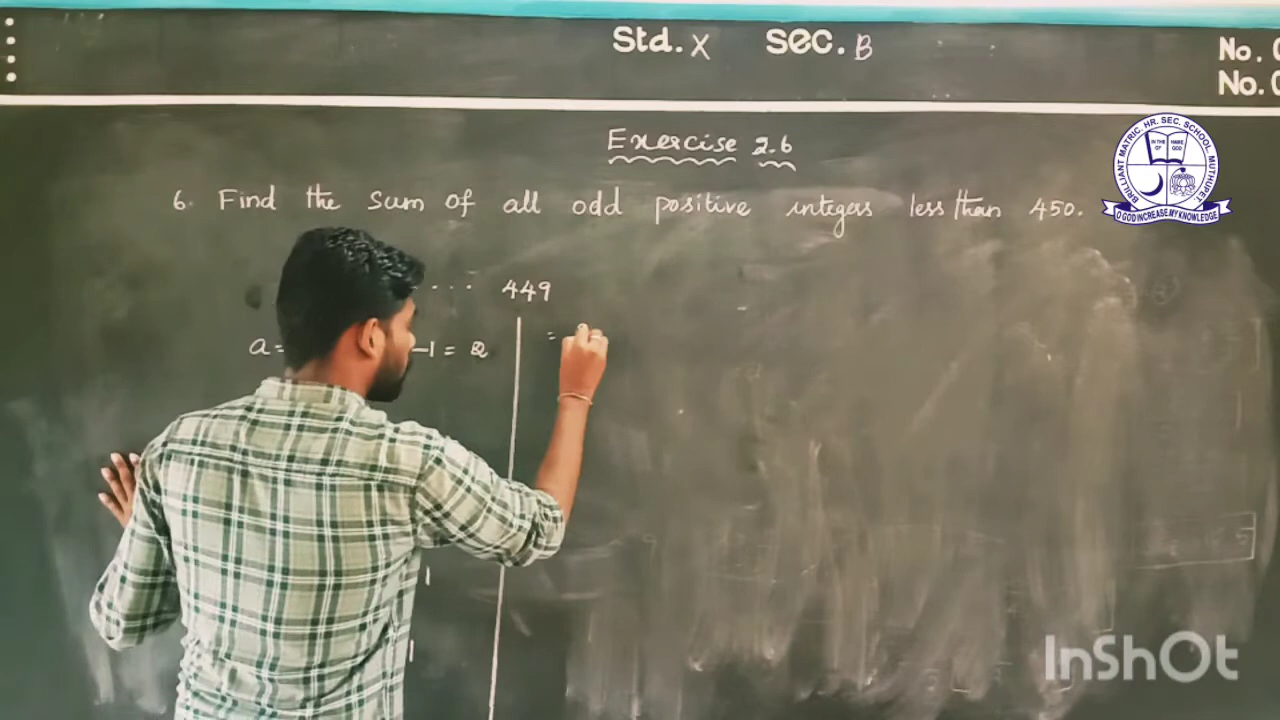 Std. X Sec. B
No. 
No. 
Exercise 2.6
6. Find the sum of all odd positive integers less than 450.
. . . 449
a =
-1 = 2
=
1
1
BRILLIANT MATRIC. HR. SEC. SCHOOL. MUTHUPET
IN THE NAME OF GOD
O GOD INCREASE MY KNOWLEDGE
InShOt